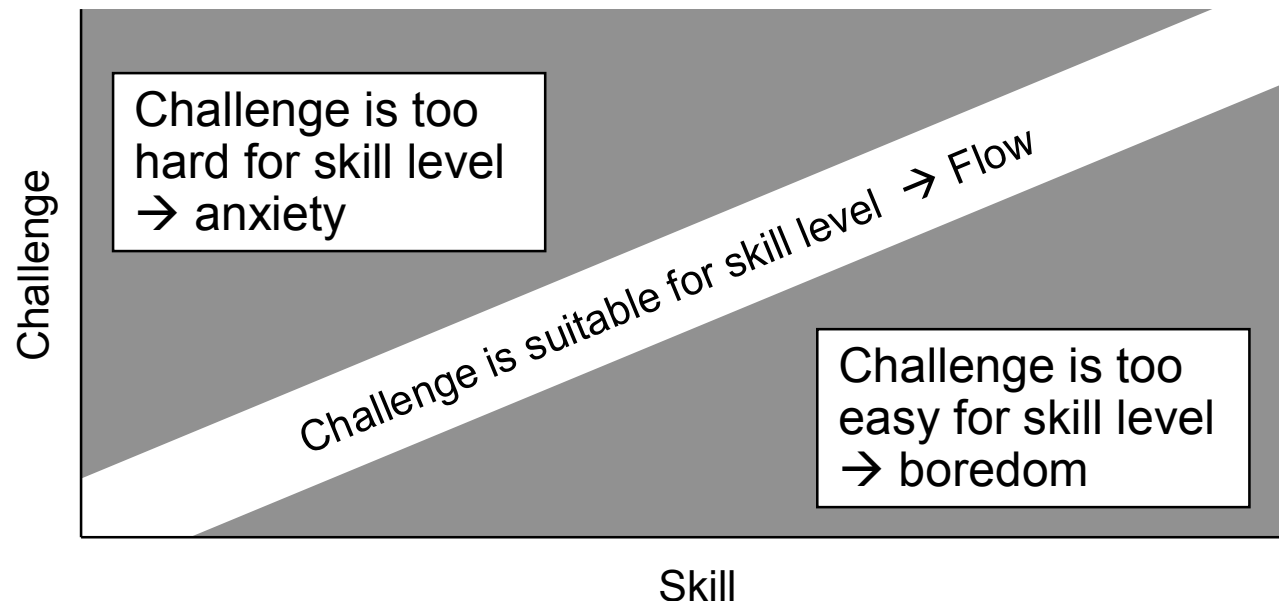 Challenge is too
hard for skill level
→ anxiety
Challenge
Challenge is suitable for skill level → Flow
Challenge is too
easy for skill level
→ boredom
Skill